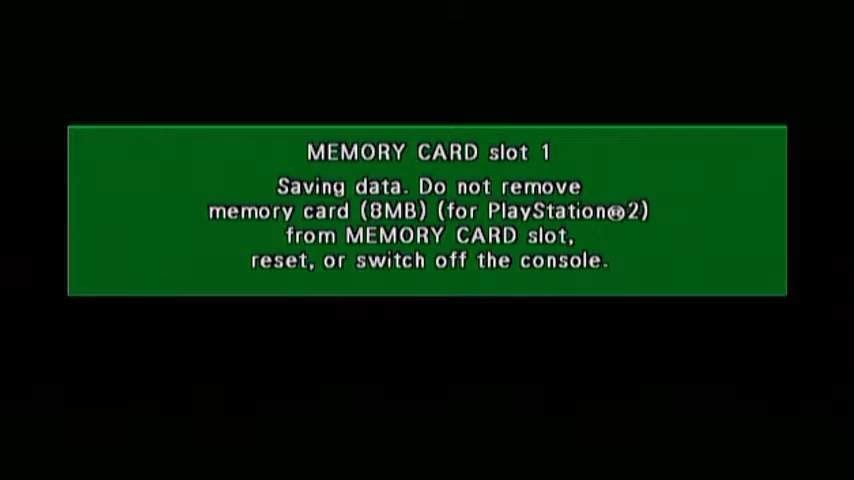 MEMORY CARD slot 1
Saving data. Do not remove
memory card (8MB) (for PlayStation®2)
from MEMORY CARD slot,
reset, or switch off the console.